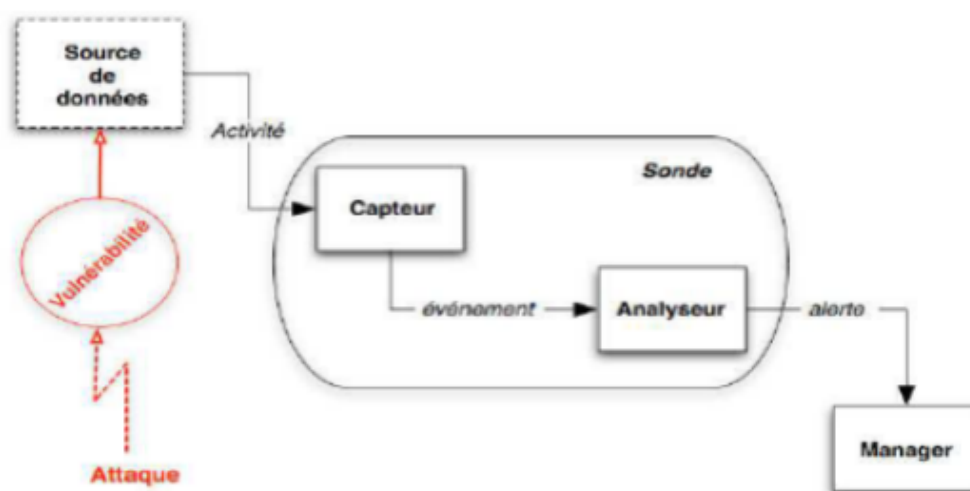 Source
de
données
Activité
Sonde
Capteur
Vulnérabilité
événement
Analyseur
alerte
Manager
Attaque